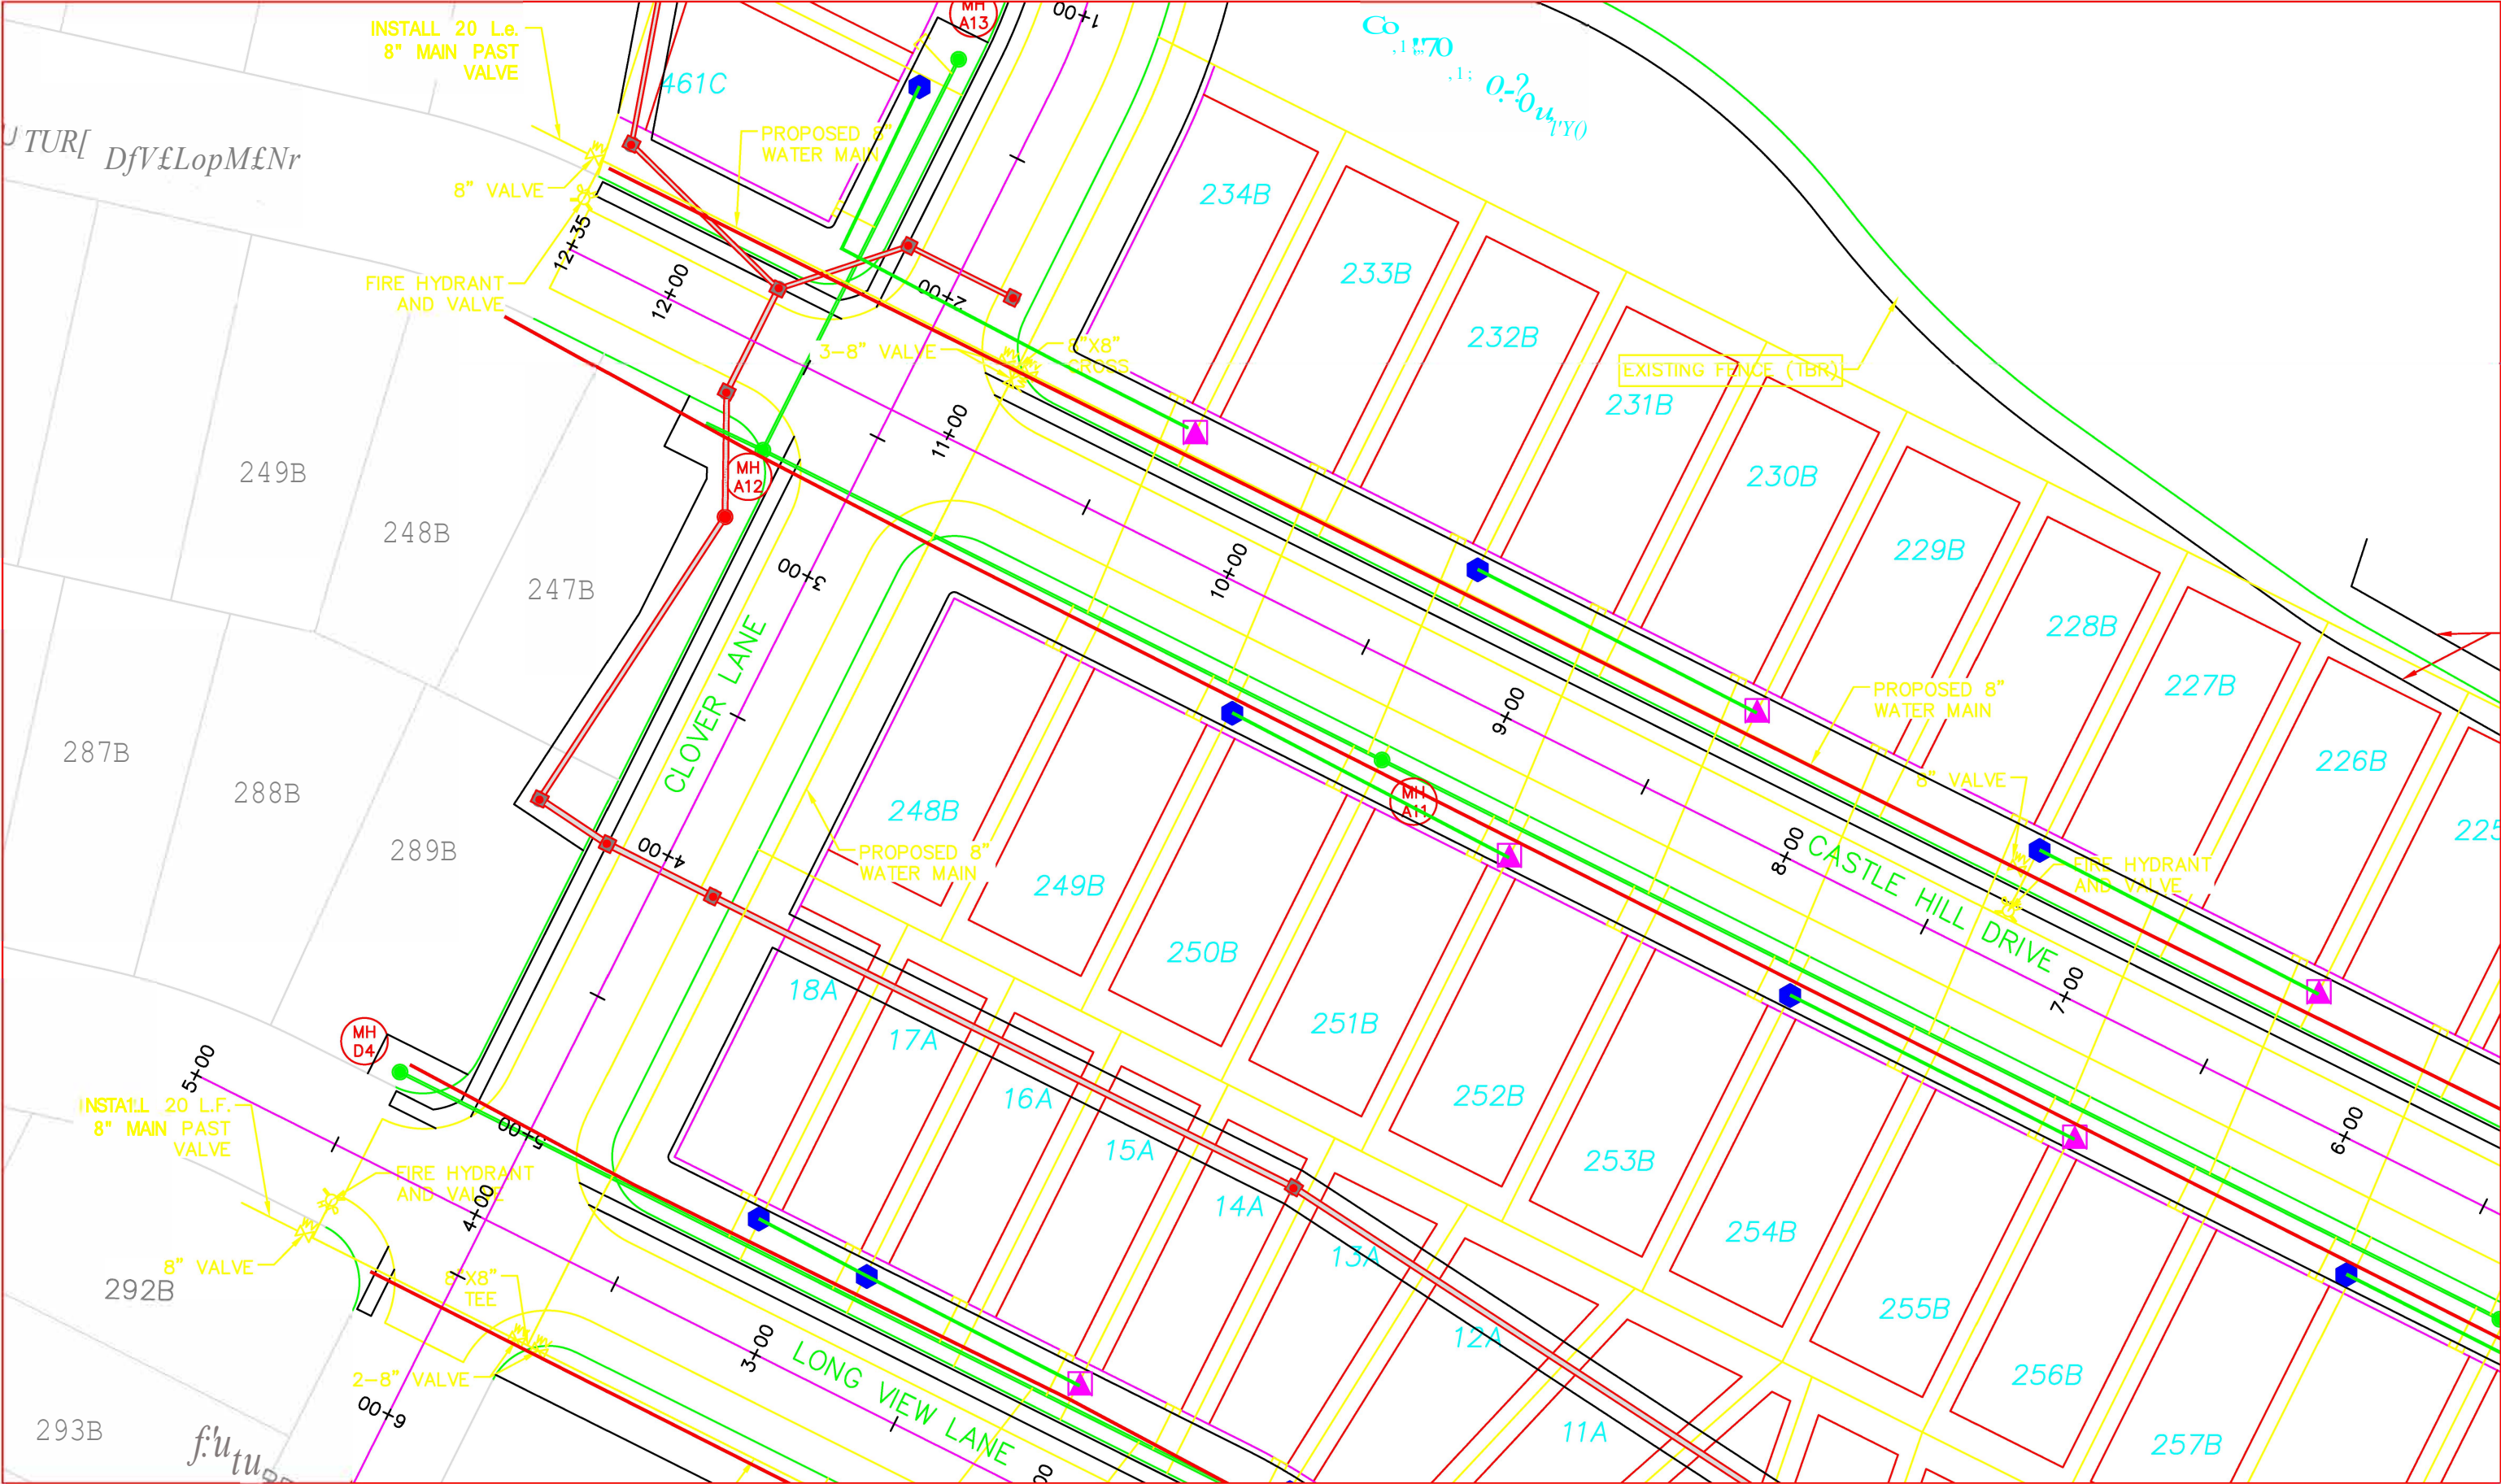 MH
A13
1+00
INSTALL 20 L.e.
8" MAIN PAST
VALVE
461C
PROPOSED 8"
WATER MAIN
TUR[ DfV£LopM£Nr
8" VALVE
234B
12+35
12+00
FIRE HYDRANT
AND VALVE
2+00
233B
232B
3-8" VALVE
8"X8"
CROSS
EXISTING FENCE (TBR)
231B
11+00
230B
249B
MH
A12
248B
229B
247B
3+00
10+00
228B
CLOVER LANE
227B
PROPOSED 8"
WATER MAIN
9+00
226B
8" VALVE
287B
288B
MH
A11
248B
225
289B
4+00
PROPOSED 8"
WATER MAIN
8+00
CASTLE HILL DRIVE
FIRE HYDRANT
AND VALVE
249B
250B
7+00
18A
251B
17A
MH
D4
5+00
16A
252B
INSTALL 20 L.F.
8" MAIN PAST
VALVE
5+00
15A
253B
6+00
FIRE HYDRANT
AND VALVE
4+00
14A
254B
13A
8" VALVE
8"X8"
TEE
292B
255B
12A
3+00
LONG VIEW LANE
2-8" VALVE
256B
6+00
293B
11A
257B